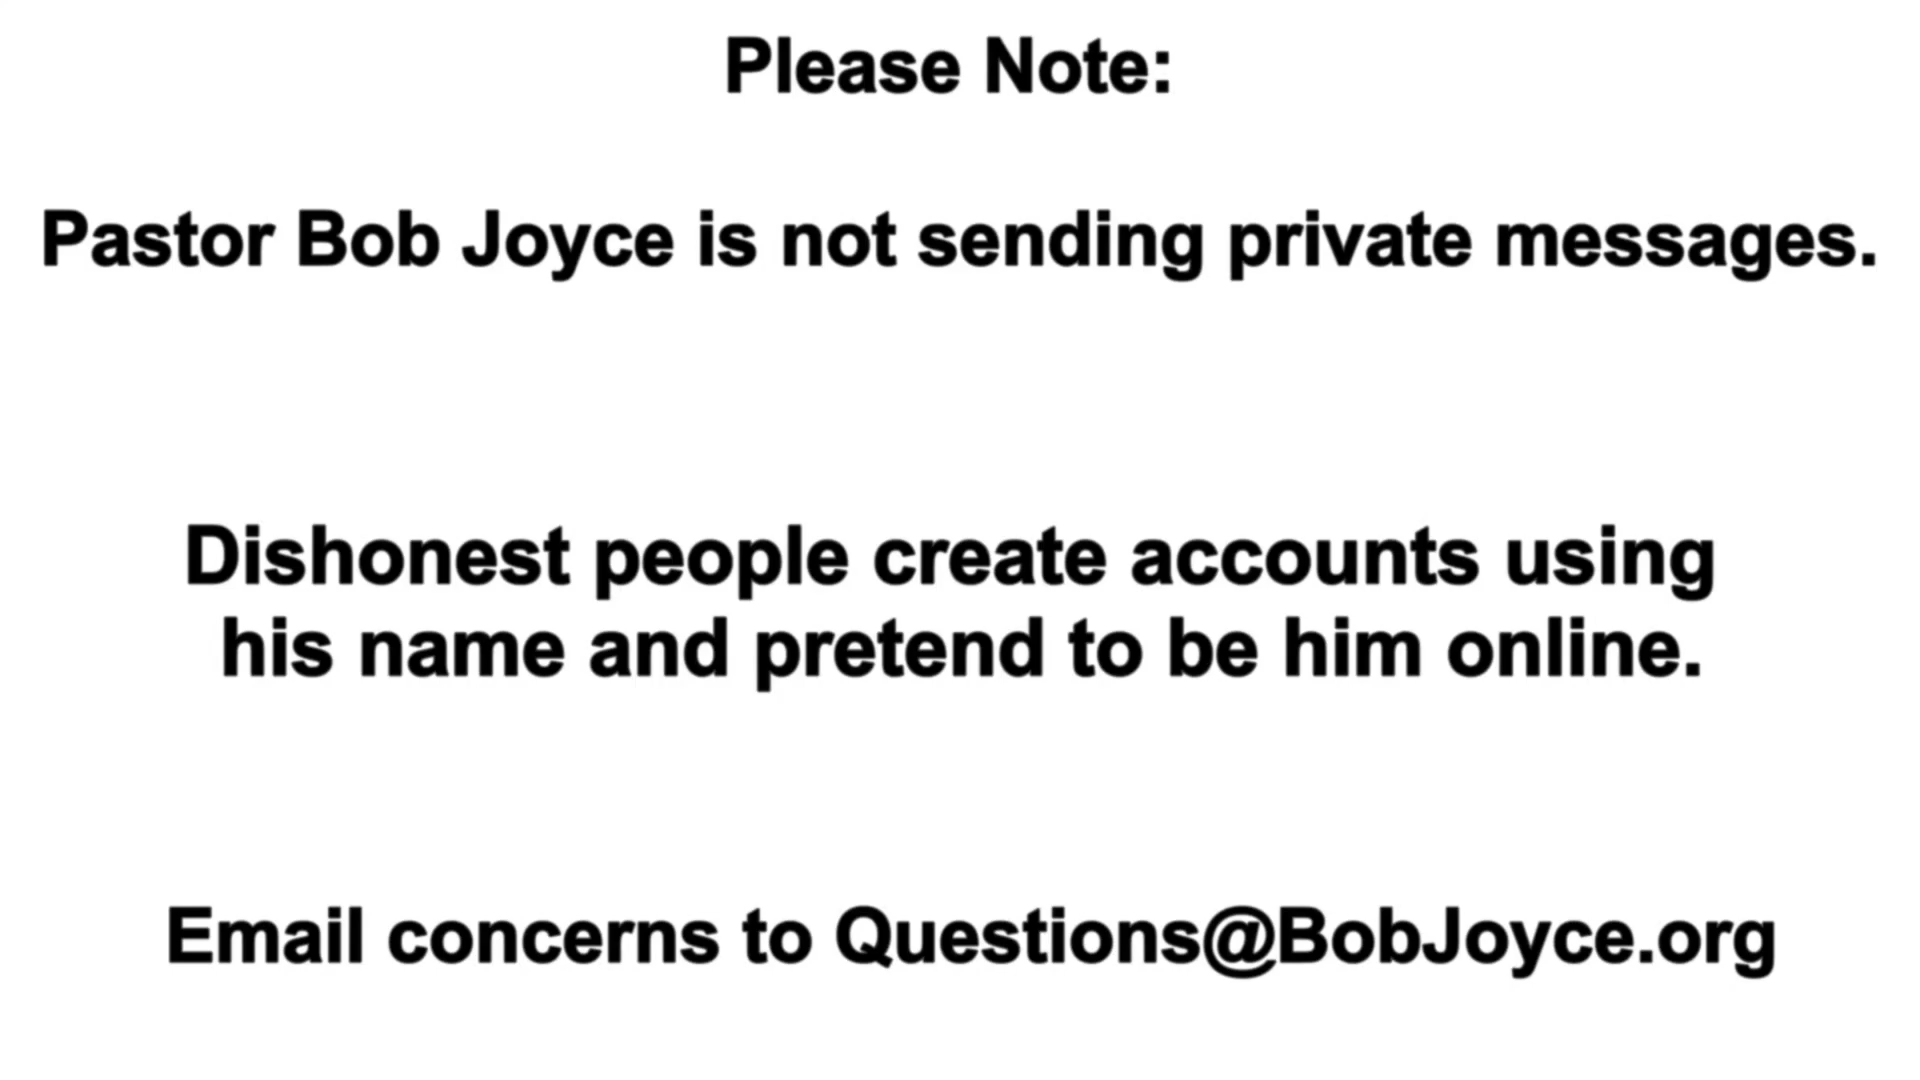 Please Note:
Pastor Bob Joyce is not sending private messages.
Dishonest people create accounts using
his name and pretend to be him online.
Email concerns to Questions@BobJoyce.org